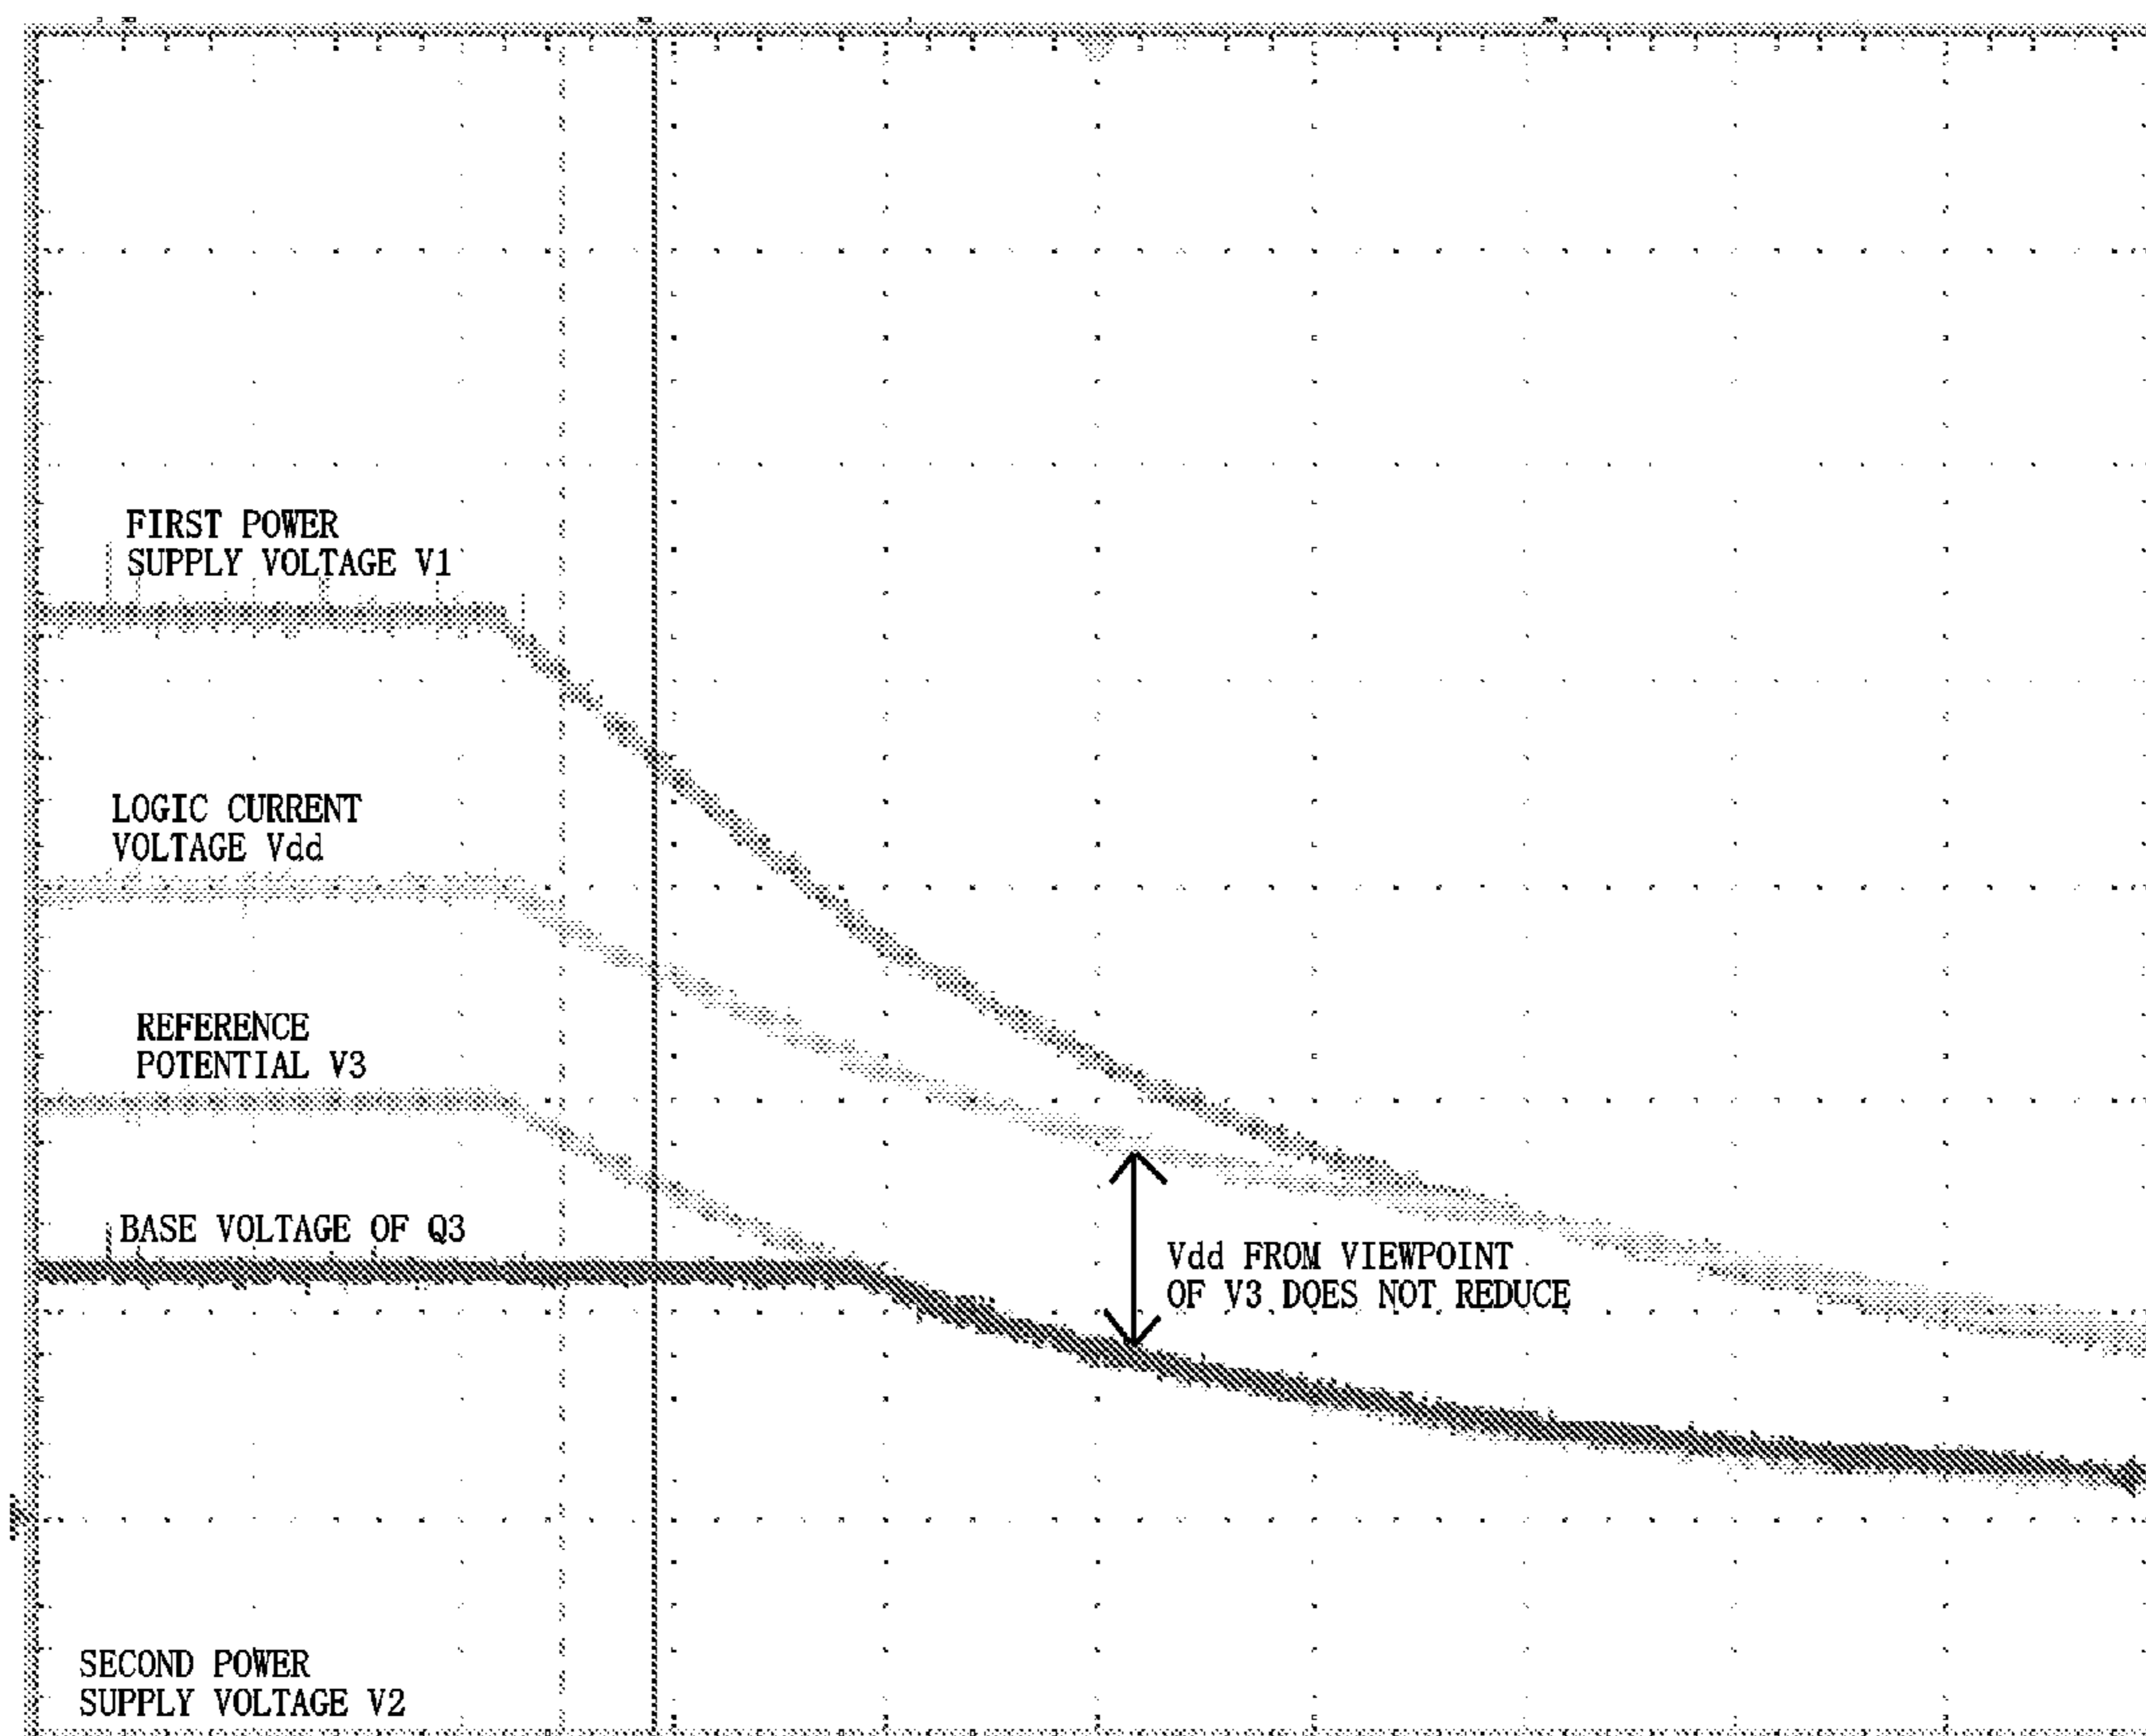 FIRST POWER
SUPPLY VOLTAGE V1
LOGIC CURRENT
VOLTAGE Vdd
REFERENCE
POTENTIAL V3
BASE VOLTAGE OF Q3
Vdd FROM VIEWPOINT
OF V3 DOES NOT REDUCE
SECOND POWER
SUPPLY VOLTAGE V2